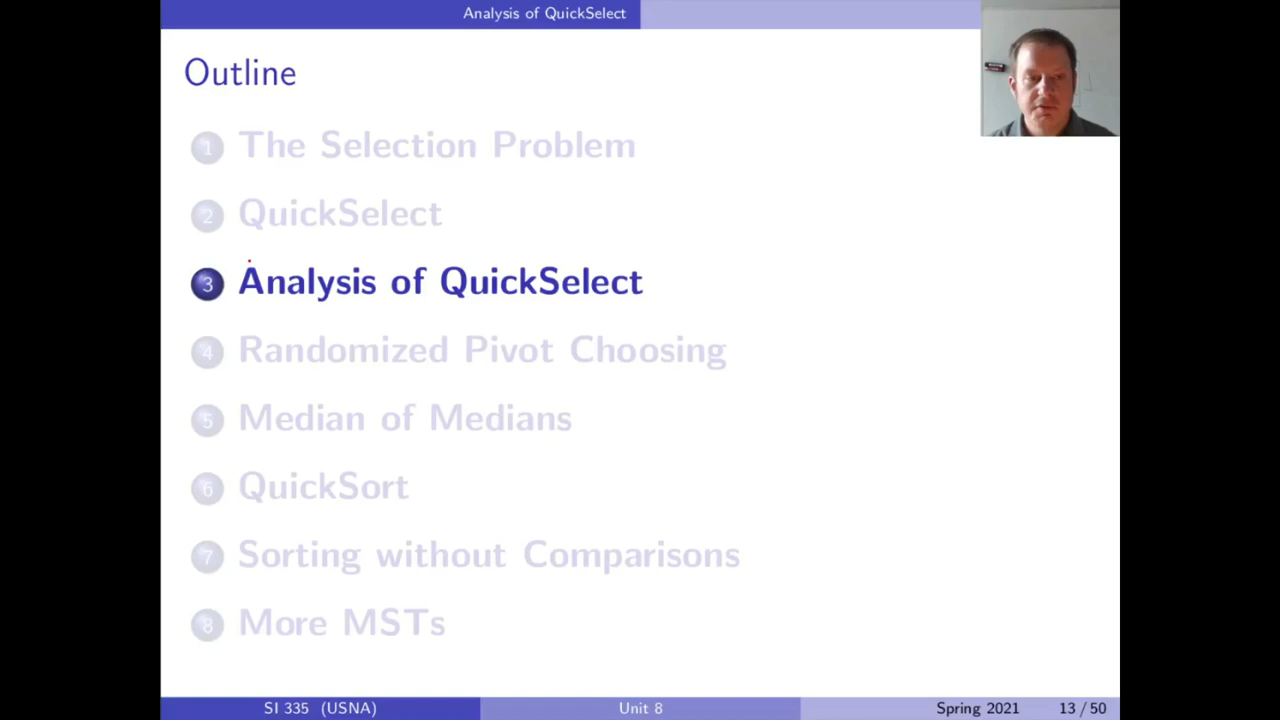 Analysis of QuickSelect
Outline
1 The Selection Problem
2 QuickSelect
3 Analysis of QuickSelect
4 Randomized Pivot Choosing
5 Median of Medians
6 QuickSort
7 Sorting without Comparisons
8 More MSTs
SI 335 (USNA) Unit 8 Spring 2021 13 / 50